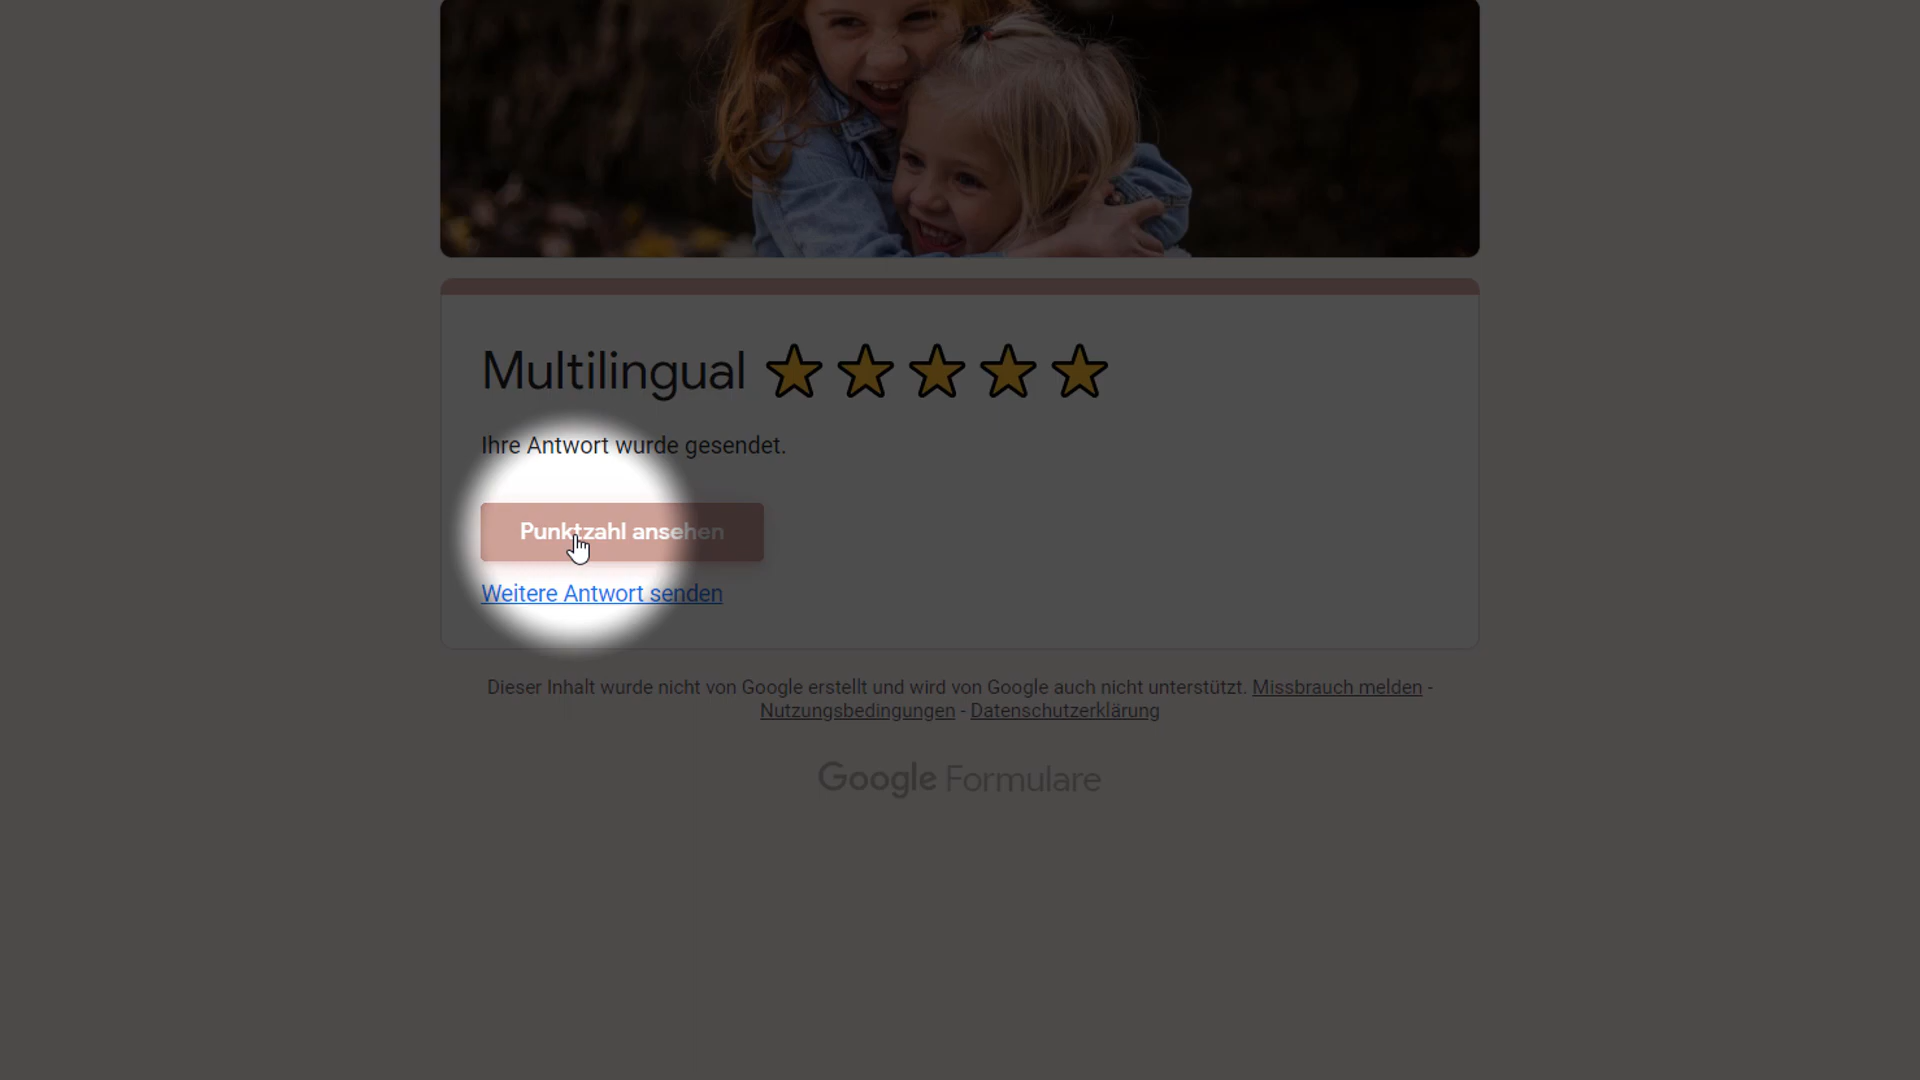 Multilingual ⭐⭐⭐⭐⭐
Ihre Antwort wurde gesendet.
Punktzahl ansehen
Weitere Antwort senden
Dieser Inhalt wurde nicht von Google erstellt und wird von Google auch nicht unterstützt. Missbrauch melden -
Nutzungsbedingungen - Datenschutzerklärung
Google Formulare